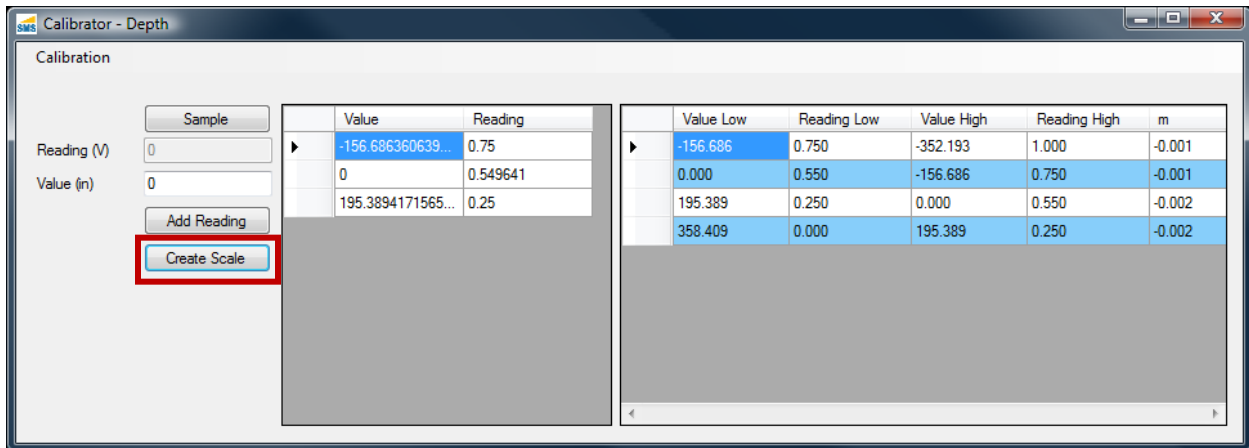 SMS Calibrator - Depth
Calibration
Sample
Reading (V) 0
Value (in) 0
Add Reading
Create Scale
Value Reading
-156.686360639... 0.75
0 0.549641
195.3894171565... 0.25
Value Low Reading Low Value High Reading High m
-156.686 0.750 -352.193 1.000 -0.001
0.000 0.550 -156.686 0.750 -0.001
195.389 0.250 0.000 0.550 -0.002
358.409 0.000 195.389 0.250 -0.002